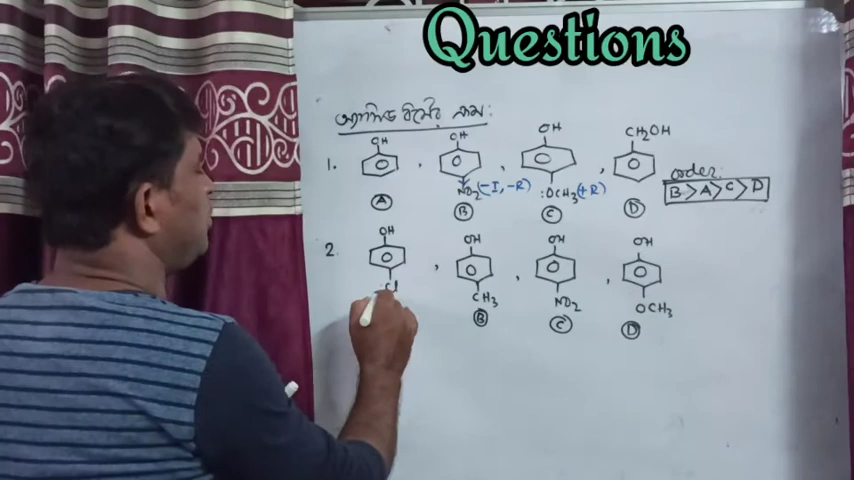 Questions
অ্যাসিড ধর্মের ক্রম:
1. OH , OH , OH , CH2OH
NO2 (-I, -R) :OCH3 (+R)
order:
B > A > C > D
A B C D
2. OH , OH , OH , OH
:Cl CH3 NO2 OCH3
B C D